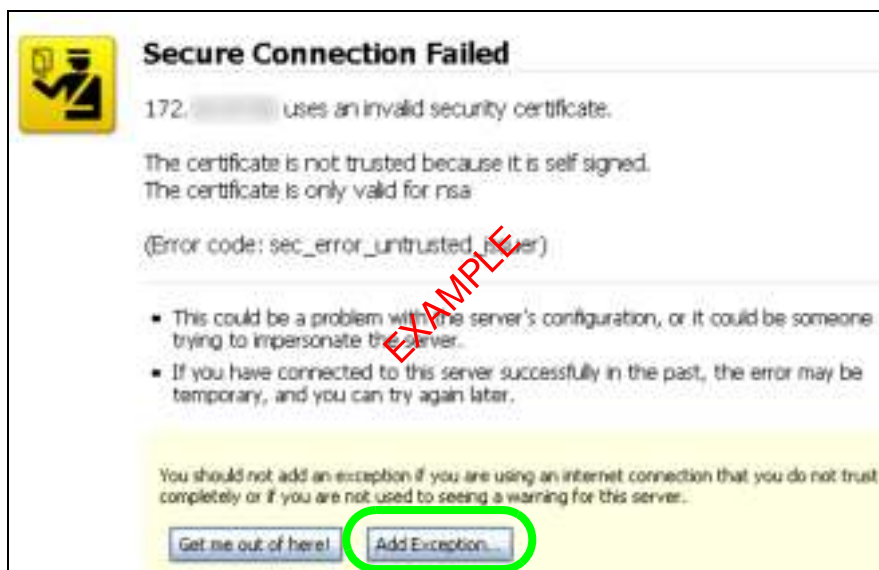 Secure Connection Failed
172. uses an invalid security certificate.
The certificate is not trusted because it is self signed.
The certificate is only valid for nsa
(Error code: sec_error_untrusted_issuer)
EXAMPLE
This could be a problem with the server's configuration, or it could be someone
trying to impersonate the server.
If you have connected to this server successfully in the past, the error may be
temporary, and you can try again later.
You should not add an exception if you are using an internet connection that you do not trust
completely or if you are not used to seeing a warning for this server.
Get me out of here! Add Exception...